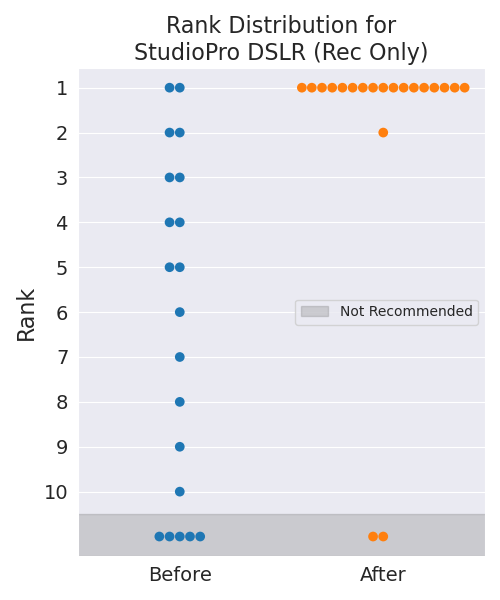 Rank Distribution for
StudioPro DSLR (Rec Only)
Rank
1
2
3
4
5
6
7
8
9
10
Not Recommended
Before
After